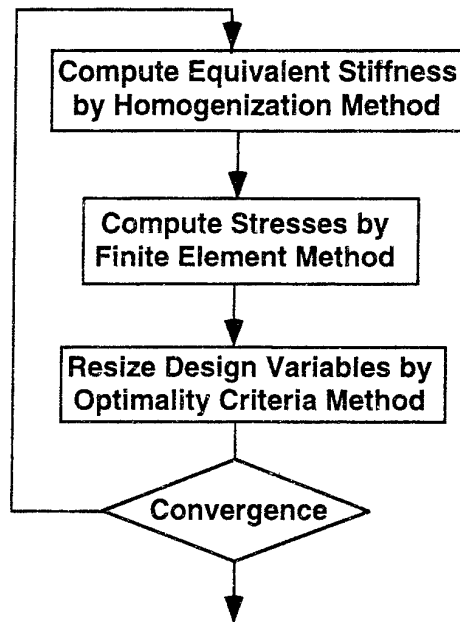 Compute Equivalent Stiffness
by Homogenization Method
Compute Stresses by
Finite Element Method
Resize Design Variables by
Optimality Criteria Method
Convergence